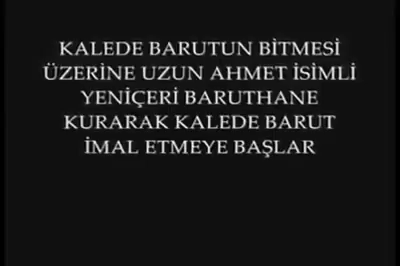 KALEDE BARUTUN BİTMESİ
ÜZERİNE UZUN AHMET İSİMLİ
YENİÇERİ BARUTHANE
KURARAK KALEDE BARUT
İMAL ETMEYE BAŞLAR